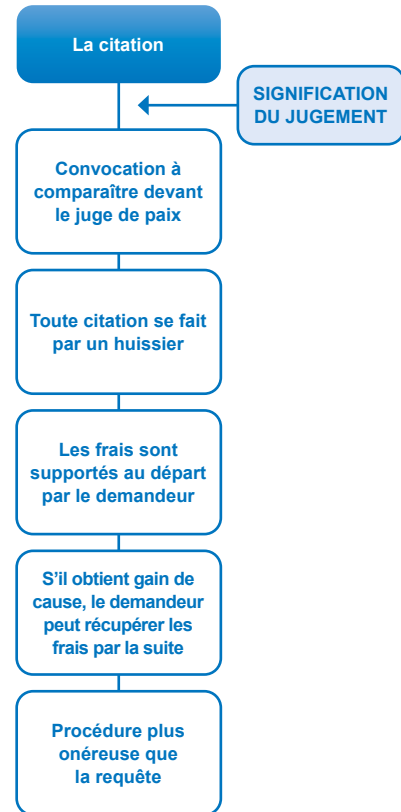 La citation
SIGNIFICATION
DU JUGEMENT
Convocation à
comparaître devant
le juge de paix
Toute citation se fait
par un huissier
Les frais sont
supportés au départ
par le demandeur
S'il obtient gain de
cause, le demandeur
peut récupérer les
frais par la suite
Procédure plus
onéreuse que
la requête